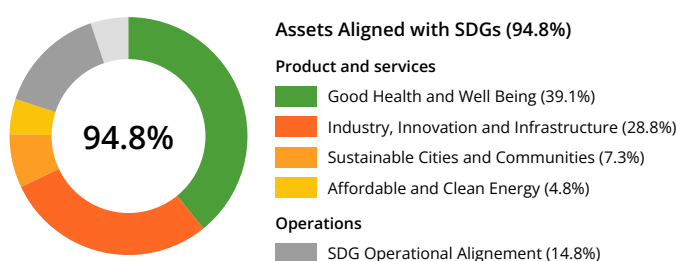 94.8%
Assets Aligned with SDGs (94.8%)
Product and services
Good Health and Well Being (39.1%)
Industry, Innovation and Infrastructure (28.8%)
Sustainable Cities and Communities (7.3%)
Affordable and Clean Energy (4.8%)
Operations
SDG Operational Alignement (14.8%)